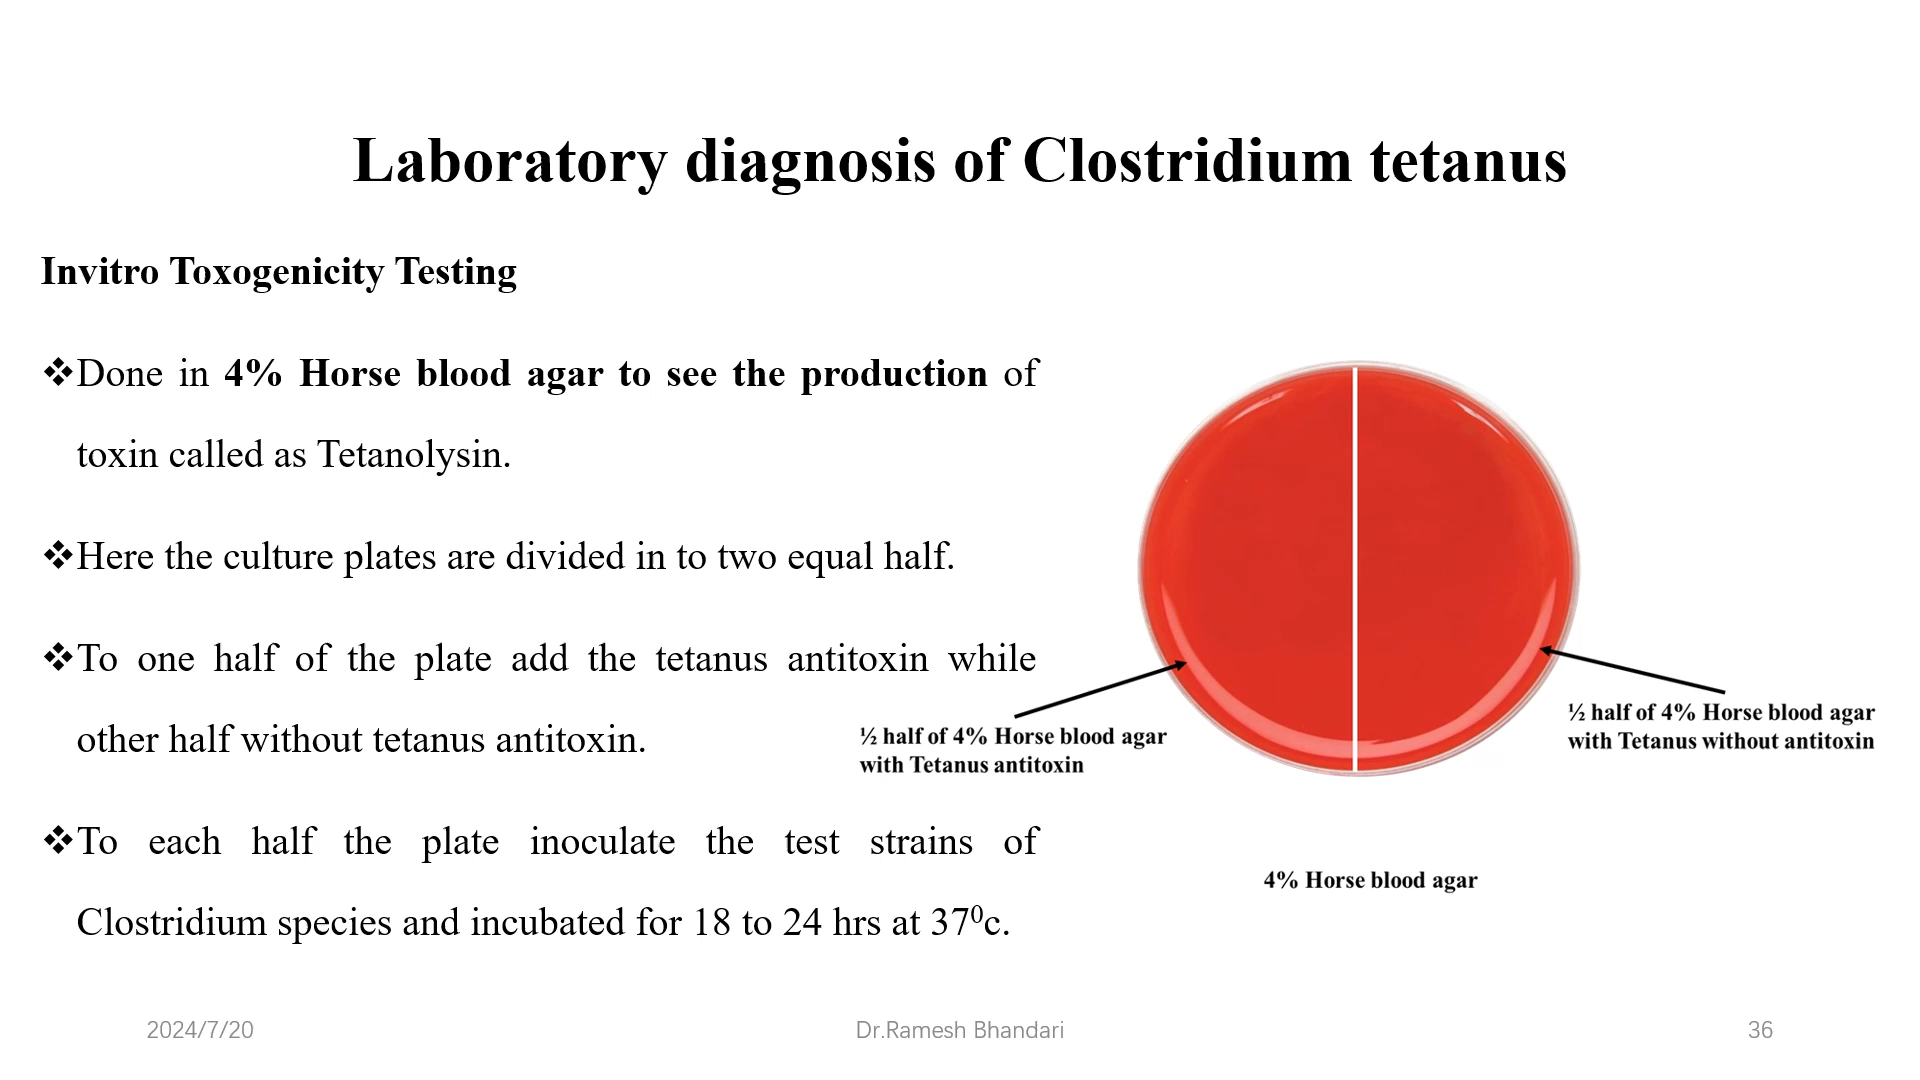 Laboratory diagnosis of Clostridium tetanus
Invitro Toxogenicity Testing
❖Done in 4% Horse blood agar to see the production of
toxin called as Tetanolysin.
❖Here the culture plates are divided in to two equal half.
❖To one half of the plate add the tetanus antitoxin while
other half without tetanus antitoxin.
❖To each half the plate inoculate the test strains of
Clostridium species and incubated for 18 to 24 hrs at 37⁰c.
½ half of 4% Horse blood agar
with Tetanus antitoxin
½ half of 4% Horse blood agar
with Tetanus without antitoxin
4% Horse blood agar
2024/7/20
Dr.Ramesh Bhandari
36